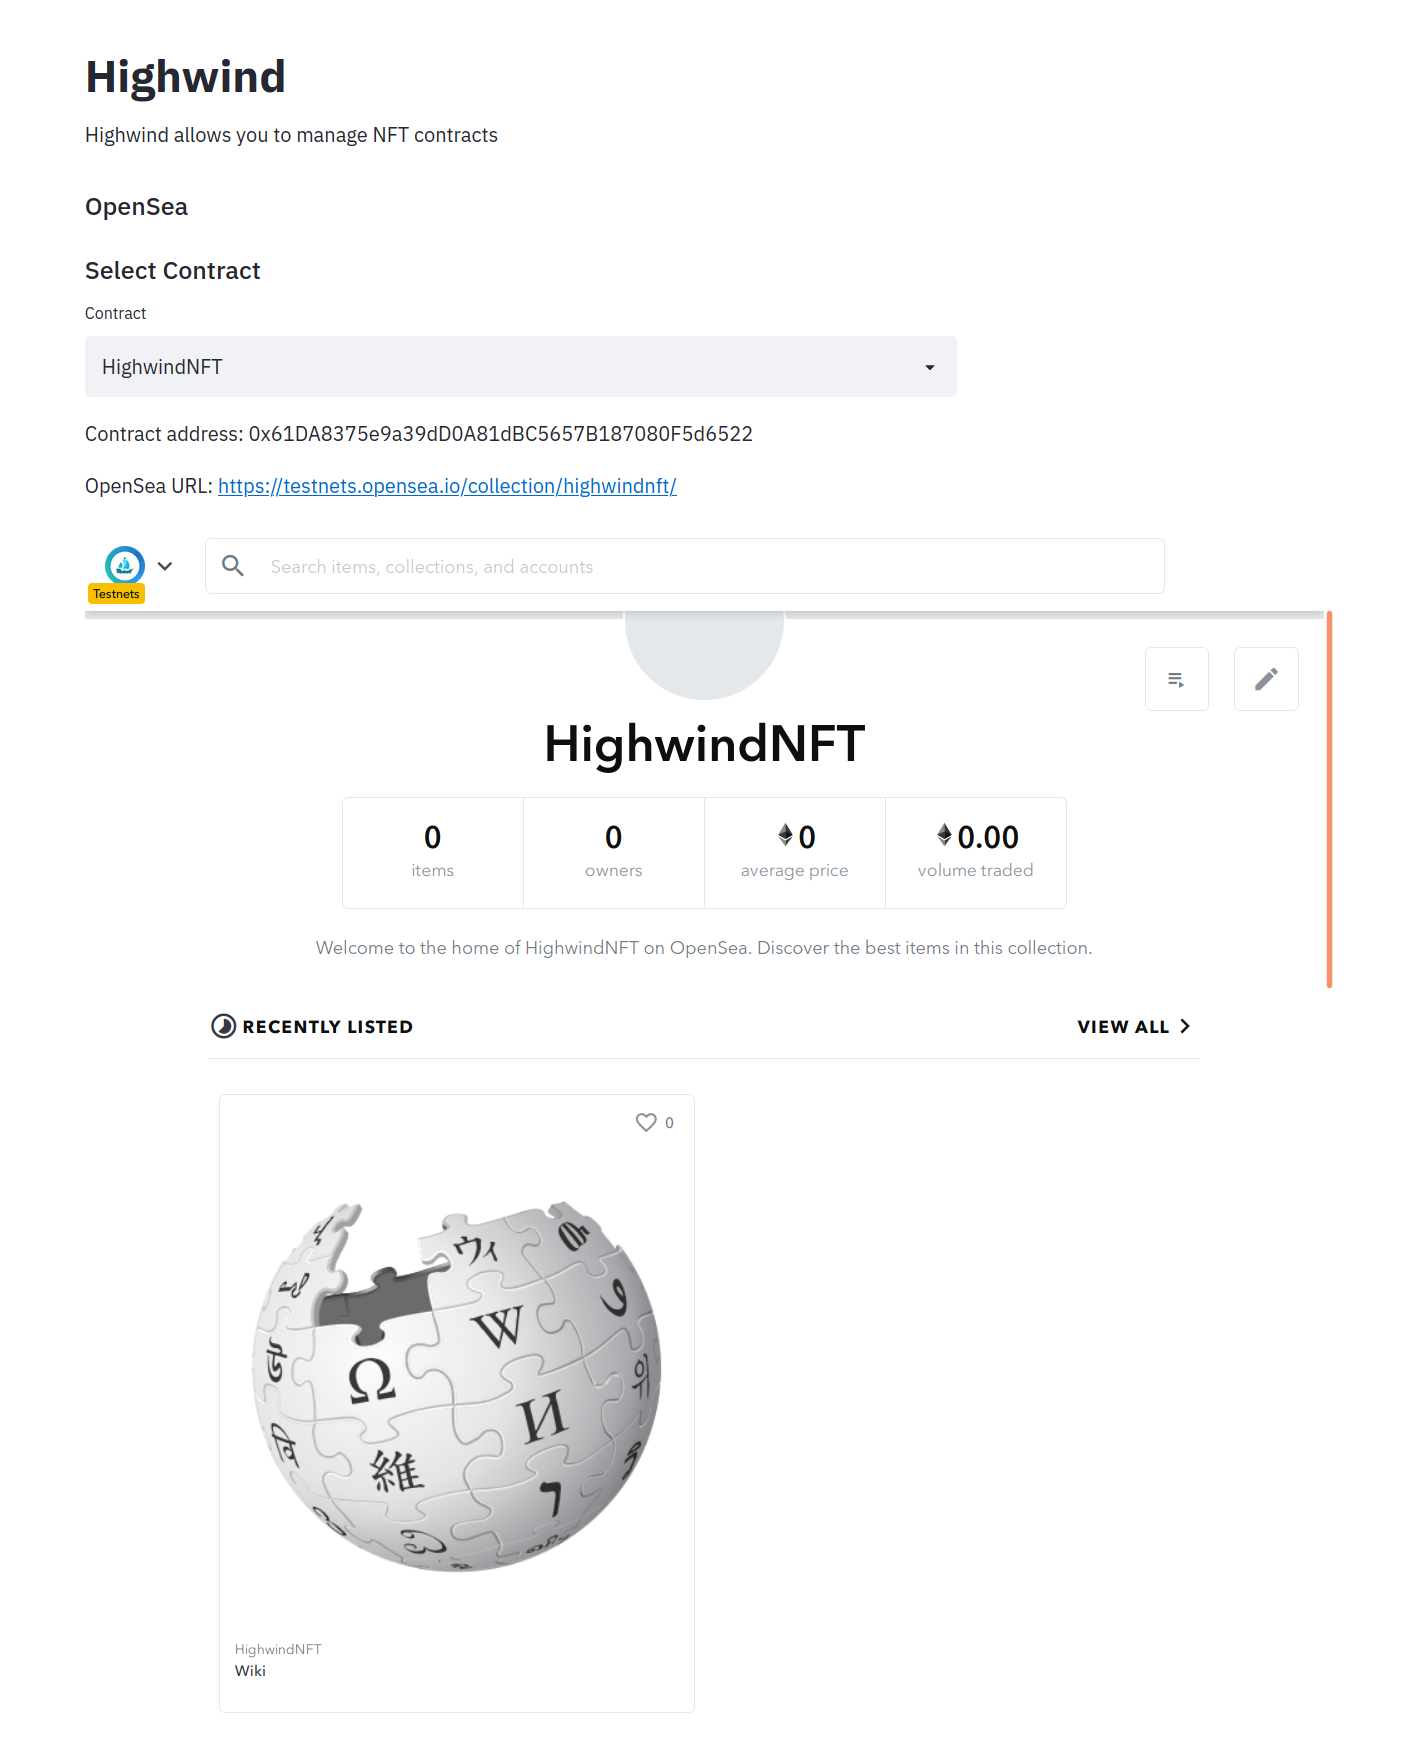 Highwind
Highwind allows you to manage NFT contracts
OpenSea
Select Contract
Contract
HighwindNFT
Contract address: 0x61DA8375e9a39dD0A81dBC5657B187080F5d6522
OpenSea URL: https://testnets.opensea.io/collection/highwindnft/
Search items, collections, and accounts
Testnets
HighwindNFT
0 0 0 0.00
items owners average price volume traded
Welcome to the home of HighwindNFT on OpenSea. Discover the best items in this collection.
RECENTLY LISTED VIEW ALL
0
ウィ
W
Ω
И
위
維
वि
HighwindNFT
Wiki